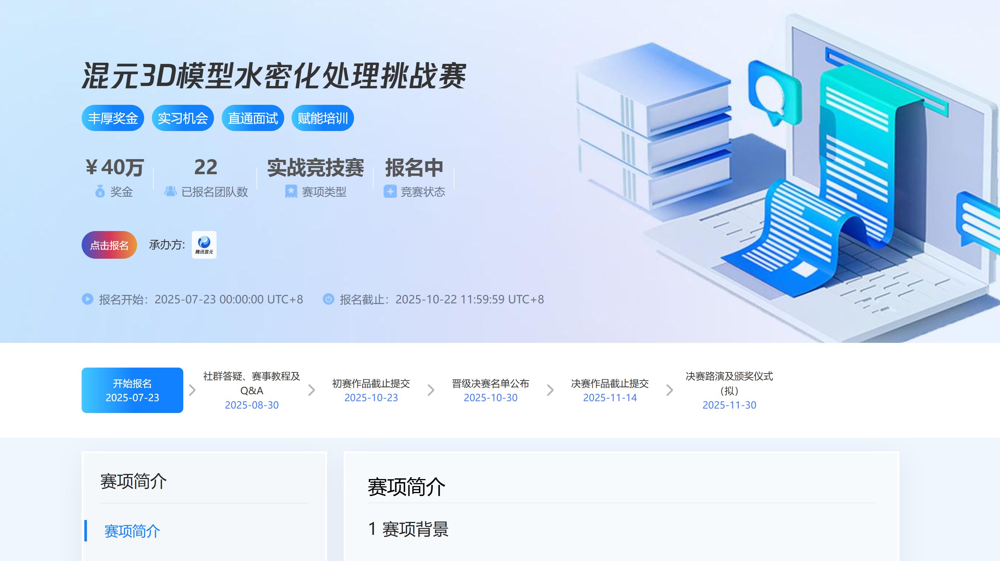 混元3D模型水密化处理挑战赛
丰厚奖金
实习机会
直通面试
赋能培训
¥40万
奖金
22
已报名团队数
实战竞技赛
赛项类型
报名中
竞赛状态
点击报名
承办方:
腾讯混元
报名开始：2025-07-23 00:00:00 UTC+8
报名截止：2025-10-22 11:59:59 UTC+8
开始报名
2025-07-23
社群答疑、赛事教程及
Q&A
2025-08-30
初赛作品截止提交
2025-10-23
晋级决赛名单公布
2025-10-30
决赛作品截止提交
2025-11-14
决赛路演及颁奖仪式
（拟）
2025-11-30
赛项简介
赛项简介
赛项简介
1 赛项背景